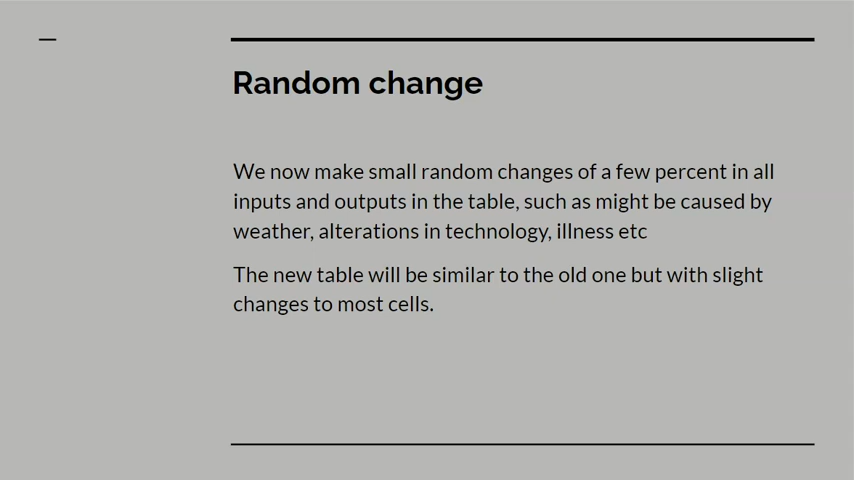 Random change
We now make small random changes of a few percent in all
inputs and outputs in the table, such as might be caused by
weather, alterations in technology, illness etc
The new table will be similar to the old one but with slight
changes to most cells.